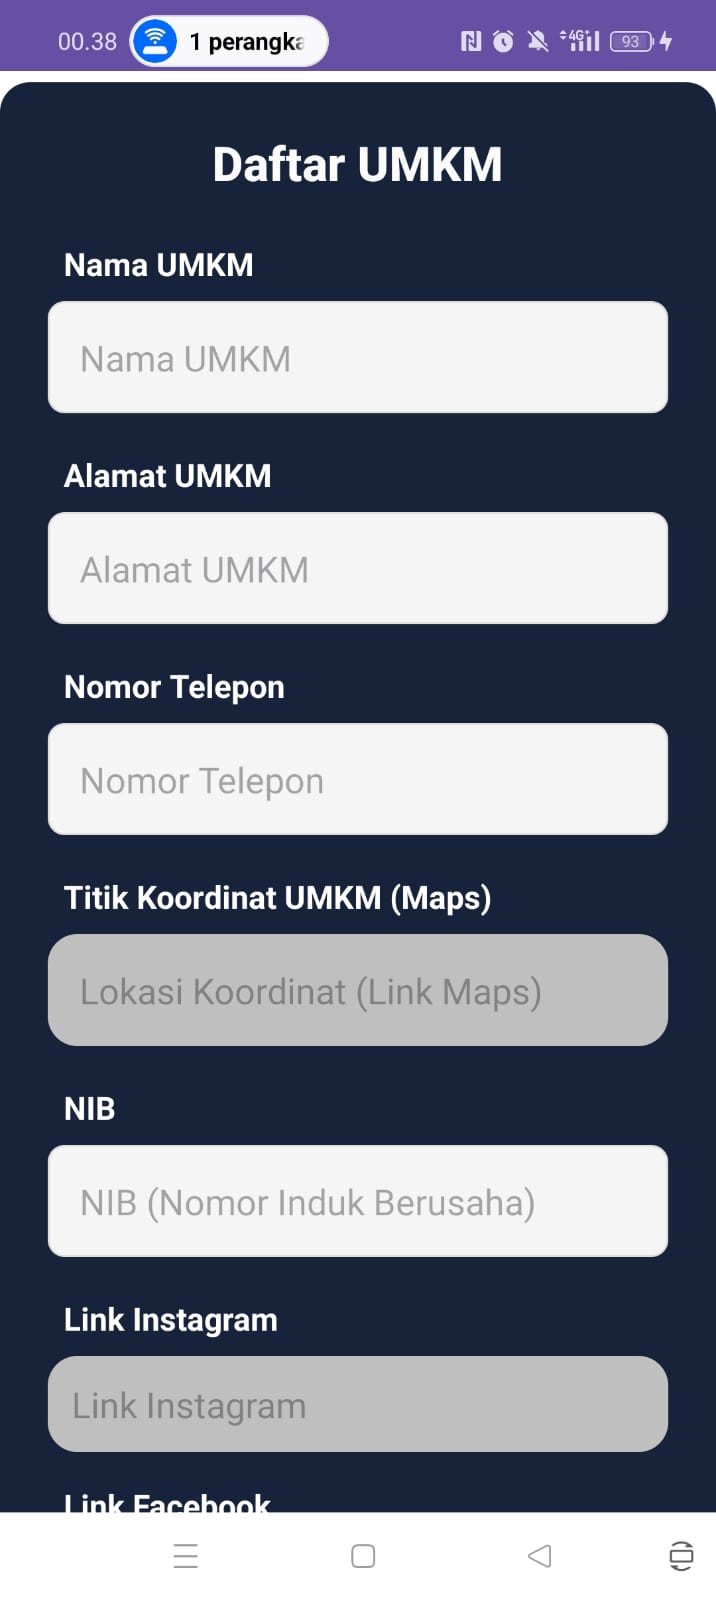 00.38 1 perangka 4G+ 93
Daftar UMKM
Nama UMKM
Nama UMKM
Alamat UMKM
Alamat UMKM
Nomor Telepon
Nomor Telepon
Titik Koordinat UMKM (Maps)
Lokasi Koordinat (Link Maps)
NIB
NIB (Nomor Induk Berusaha)
Link Instagram
Link Instagram
Link Facebook